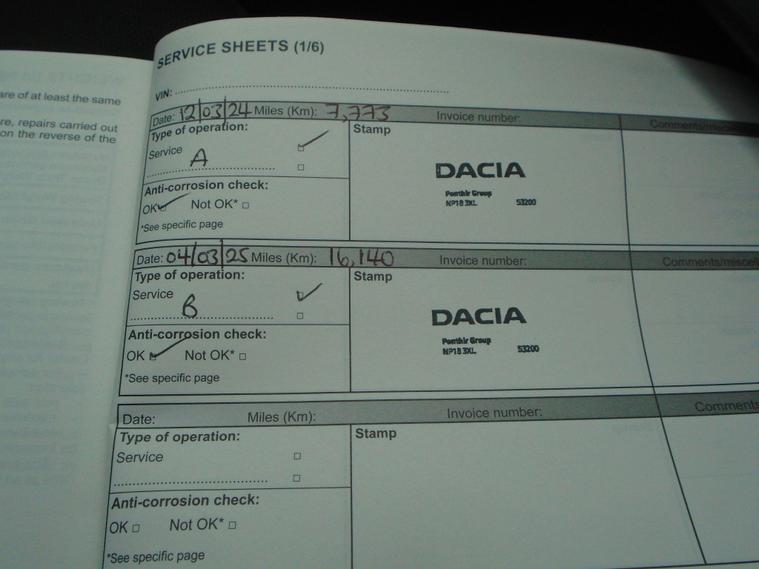 are of at least the same
re, repairs carried out
on the reverse of the
SERVICE SHEETS (1/6)
VIN:
Date: 12/03/24 Miles (Km): 7,773 Invoice number:
Type of operation:
Stamp
Service A
DACIA
Ponthir Group
NP18 3XL 53200
Anti-corrosion check:
OK Not OK*
*See specific page
Date: 04/03/25 Miles (Km): 16,140 Invoice number: Comments/miscell
Type of operation:
Stamp
Service B
DACIA
Ponthir Group
NP18 3XL 53200
Anti-corrosion check:
OK Not OK*
*See specific page
Date: Miles (Km): Invoice number: Comments
Type of operation:
Stamp
Service
Anti-corrosion check:
OK Not OK*
*See specific page